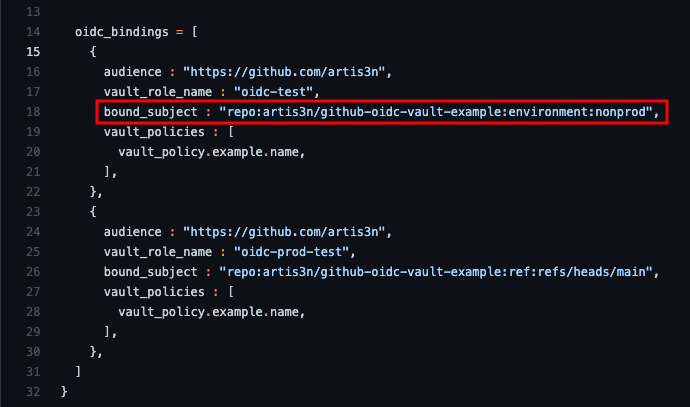 13
14 oidc_bindings = [
15 {
16 audience : "https://github.com/artis3n",
17 vault_role_name : "oidc-test",
18 bound_subject : "repo:artis3n/github-oidc-vault-example:environment:nonprod",
19 vault_policies : [
20 vault_policy.example.name,
21 ],
22 },
23 {
24 audience : "https://github.com/artis3n",
25 vault_role_name : "oidc-prod-test",
26 bound_subject : "repo:artis3n/github-oidc-vault-example:ref:refs/heads/main",
27 vault_policies : [
28 vault_policy.example.name,
29 ],
30 },
31 ]
32 }